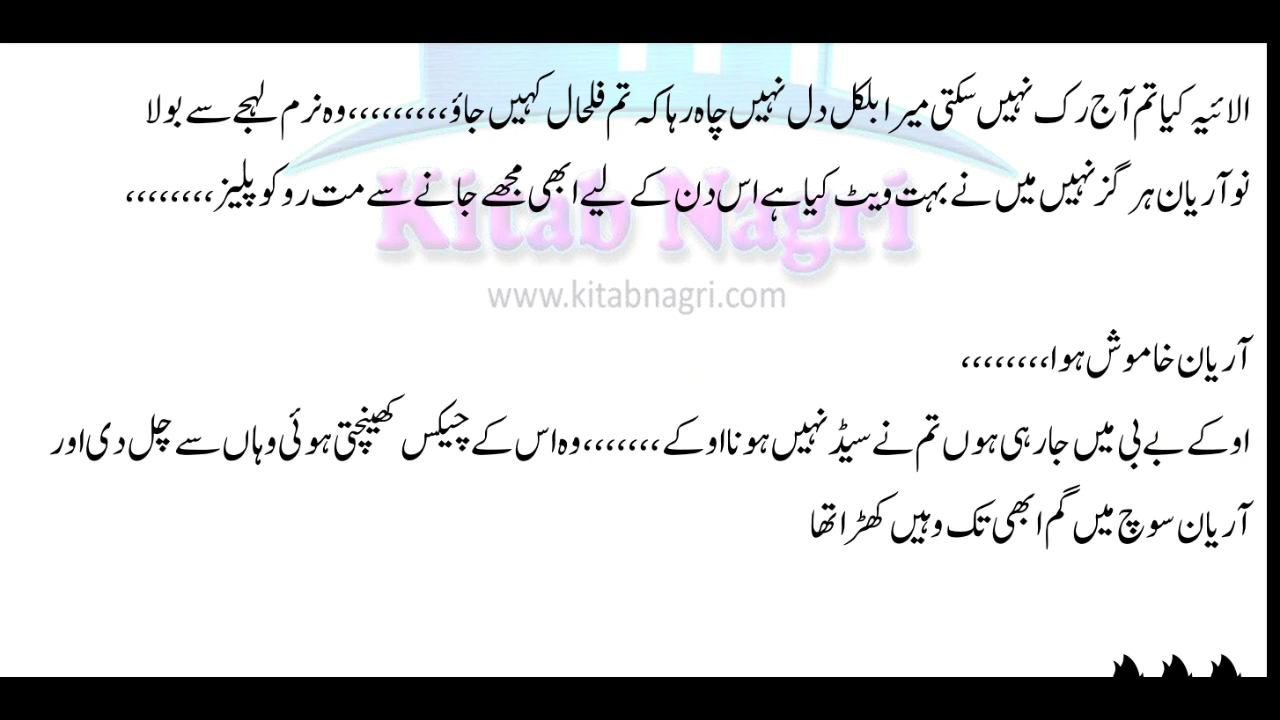 الائیہ کیا تم آج رک نہیں سکتی میرا بلکل دل نہیں چاہ رہا کہ تم فلحال کہیں جاؤ،،،،،،،،،وہ نرم لہجے سے بولا
نو آریان ہرگز نہیں میں نے بہت ویٹ کیا ہے اس دن کے لیے ابھی مجھے جانے سے مت روکو پلیز،،،،،،،،
Kitab Nagri
www.kitabnagri.com
آریان خاموش ہوا،،،،،،،،
اوکے بے بی میں جارہی ہوں تم نے سیڈ نہیں ہونا اوکے ،،،،،،،وہ اس کے چیکس کھینچتی ہوئی وہاں سے چل دی اور
آریان سوچ میں گم ابھی تک وہیں کھڑا تھا